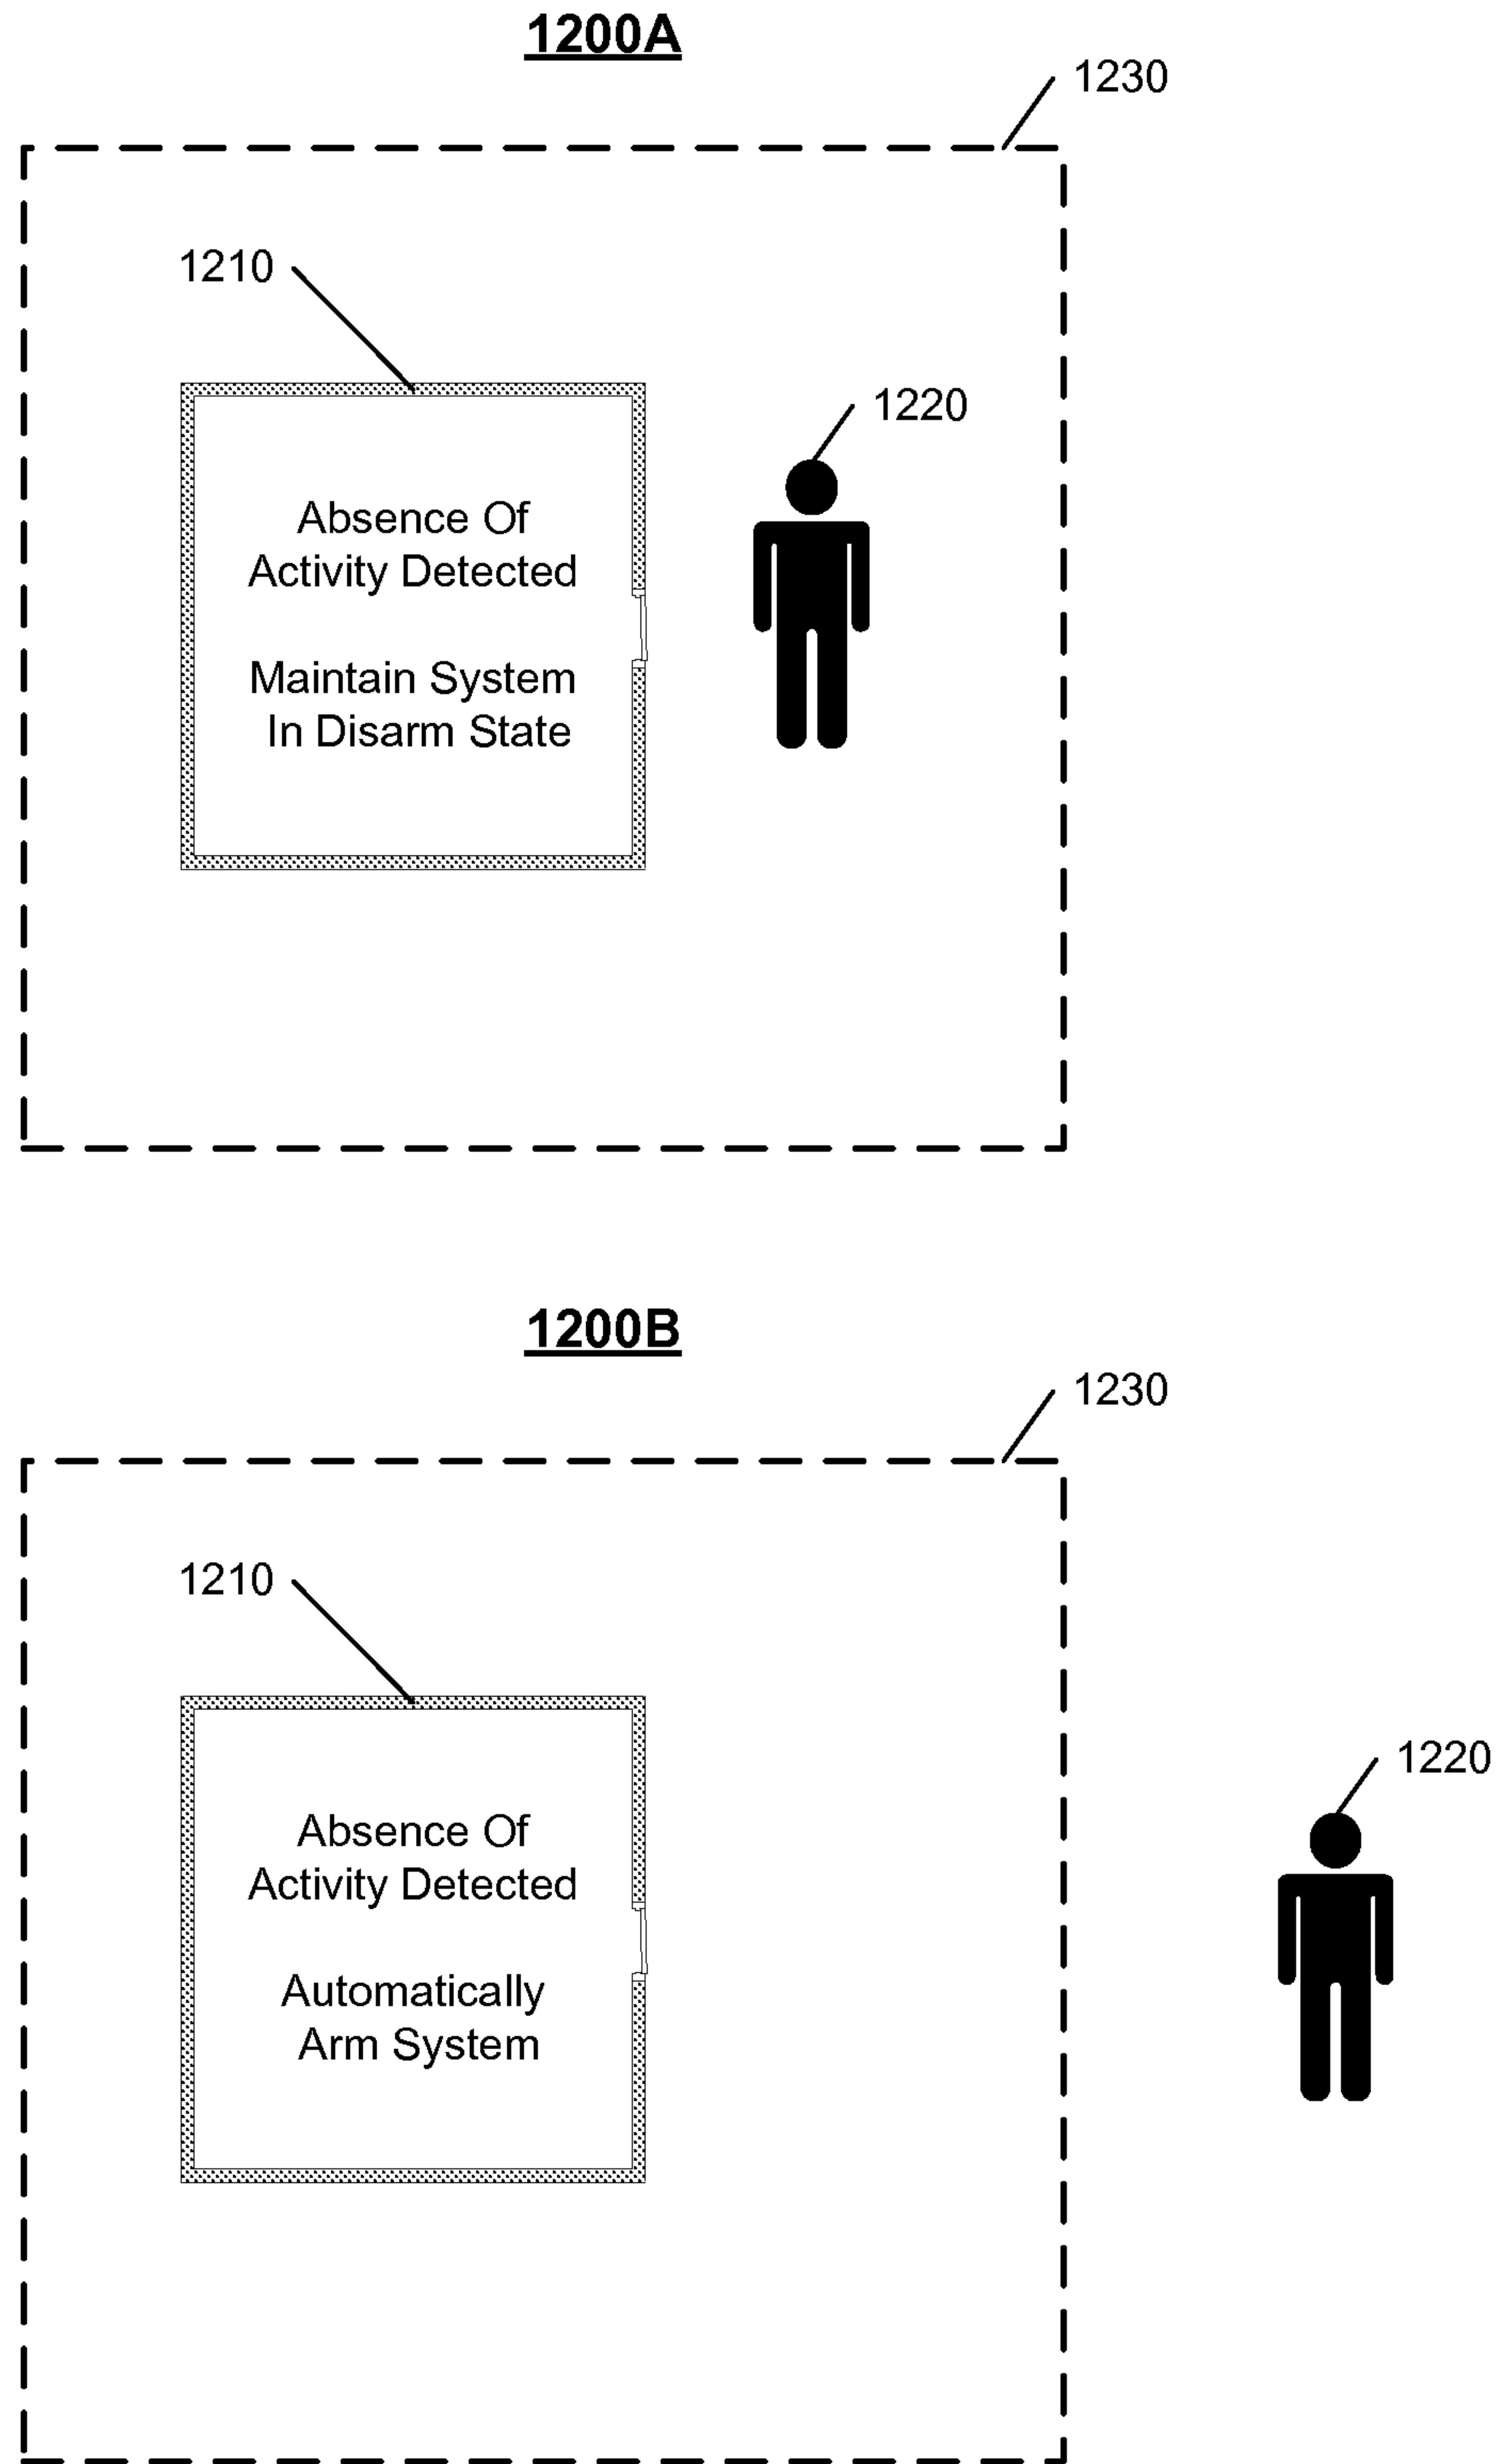 1200A
1230
1210
1220
Absence Of
Activity Detected
Maintain System
In Disarm State
1200B
1230
1210
1220
Absence Of
Activity Detected
Automatically
Arm System